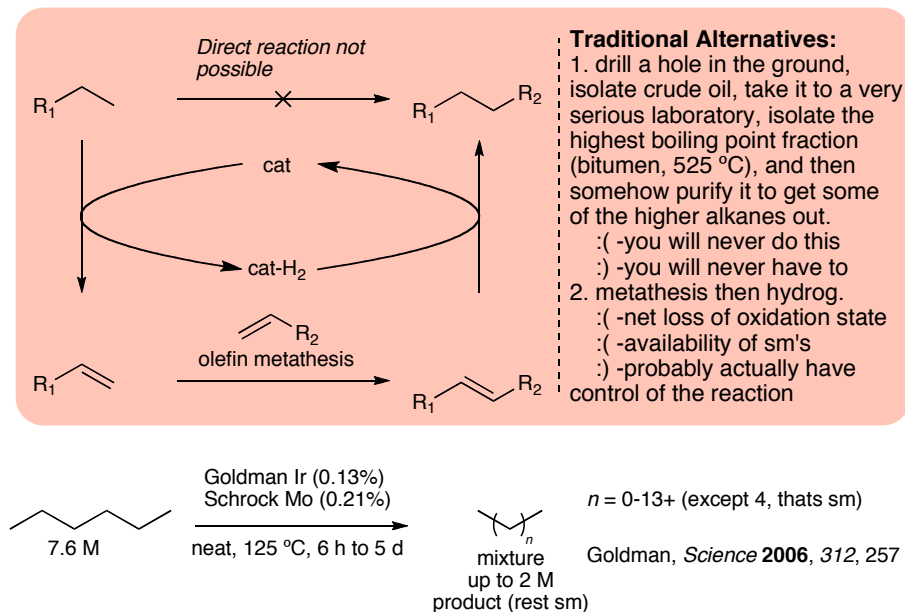 Direct reaction not
possible
R1
R1
R2
cat
cat-H2
R2
olefin metathesis
R1
R1
R2
Traditional Alternatives:
1. drill a hole in the ground,
isolate crude oil, take it to a very
serious laboratory, isolate the
highest boiling point fraction
(bitumen, 525 ºC), and then
somehow purify it to get some
of the higher alkanes out.
:( -you will never do this
:) -you will never have to
2. metathesis then hydrog.
:( -net loss of oxidation state
:( -availability of sm's
:) -probably actually have
control of the reaction
7.6 M
Goldman Ir (0.13%)
Schrock Mo (0.21%)
neat, 125 ºC, 6 h to 5 d
( )n
mixture
up to 2 M
product (rest sm)
n = 0-13+ (except 4, thats sm)
Goldman, Science 2006, 312, 257